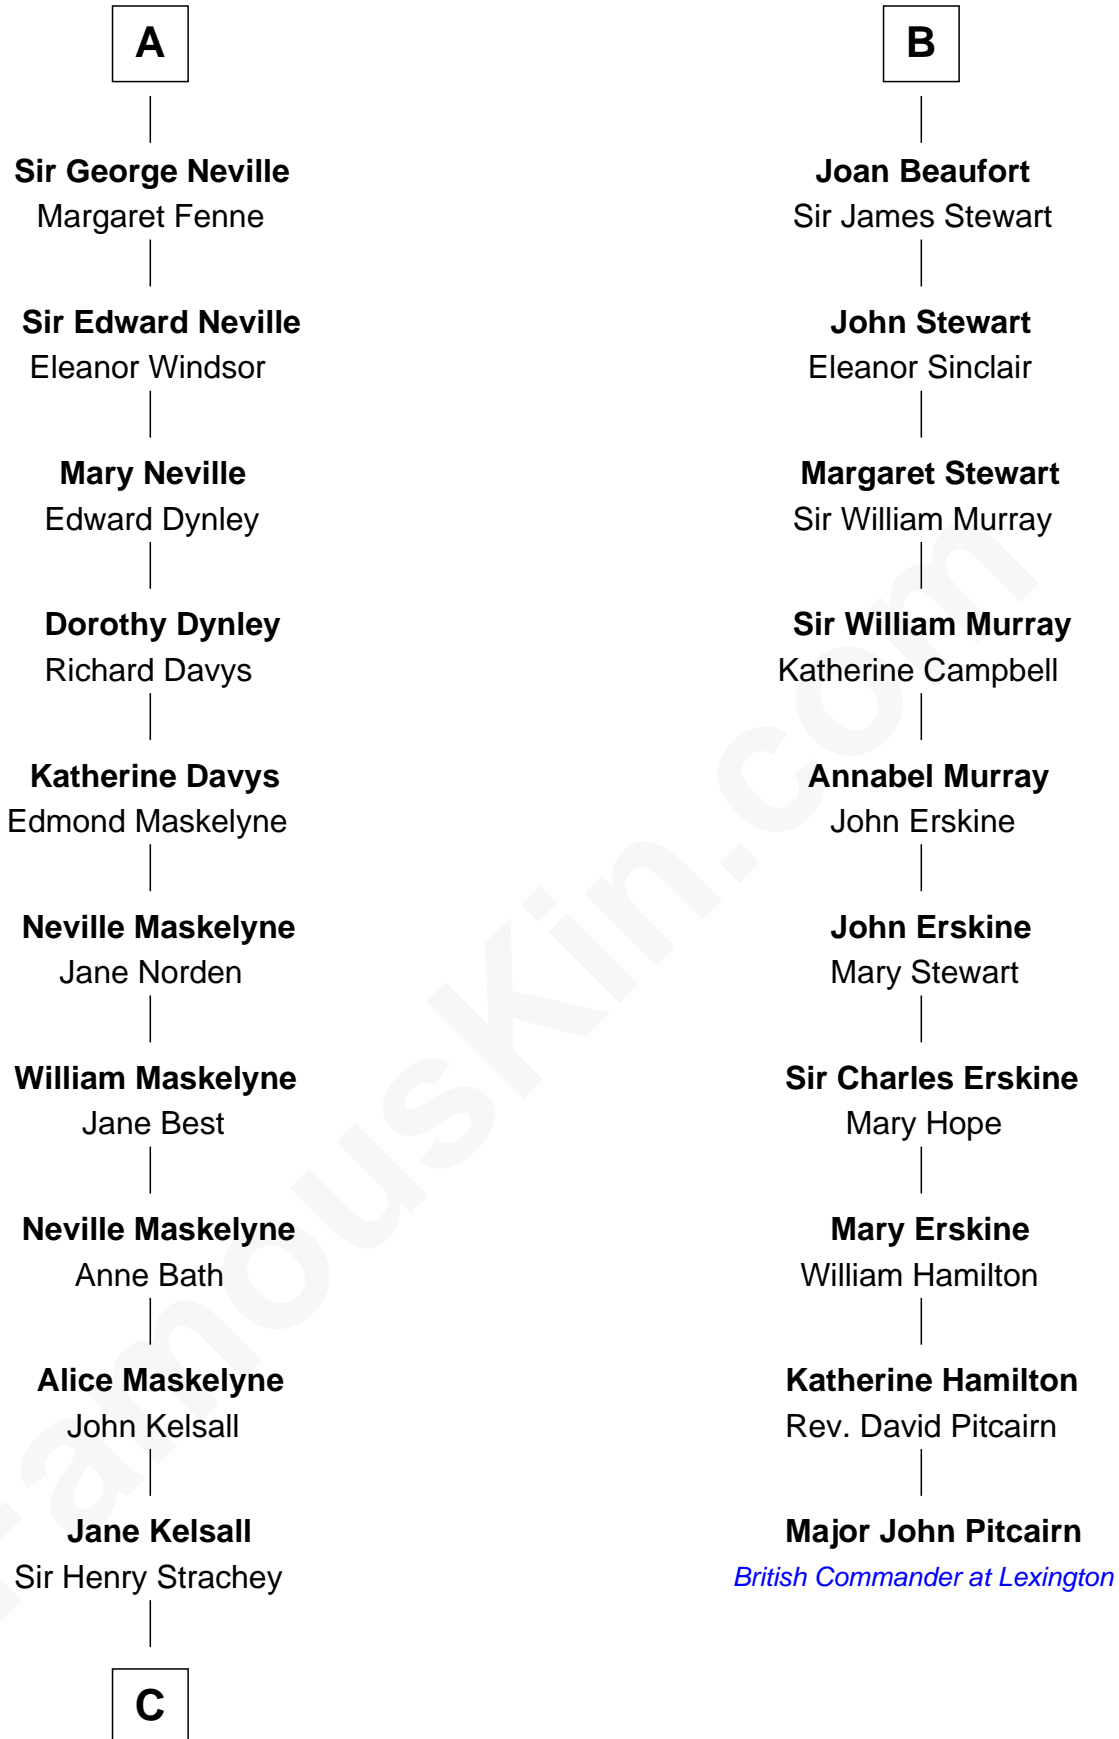 A
Sir George Neville
Margaret Fenne
Sir Edward Neville
Eleanor Windsor
Mary Neville
Edward Dynley
Dorothy Dynley
Richard Davys
Katherine Davys
Edmond Maskelyne
Neville Maskelyne
Jane Norden
William Maskelyne
Jane Best
Neville Maskelyne
Anne Bath
Alice Maskelyne
John Kelsall
Jane Kelsall
Sir Henry Strachey
C
B
Joan Beaufort
Sir James Stewart
John Stewart
Eleanor Sinclair
Margaret Stewart
Sir William Murray
Sir William Murray
Katherine Campbell
Annabel Murray
John Erskine
John Erskine
Mary Stewart
Sir Charles Erskine
Mary Hope
Mary Erskine
William Hamilton
Katherine Hamilton
Rev. David Pitcairn
Major John Pitcairn
British Commander at Lexington
FamousKin.com